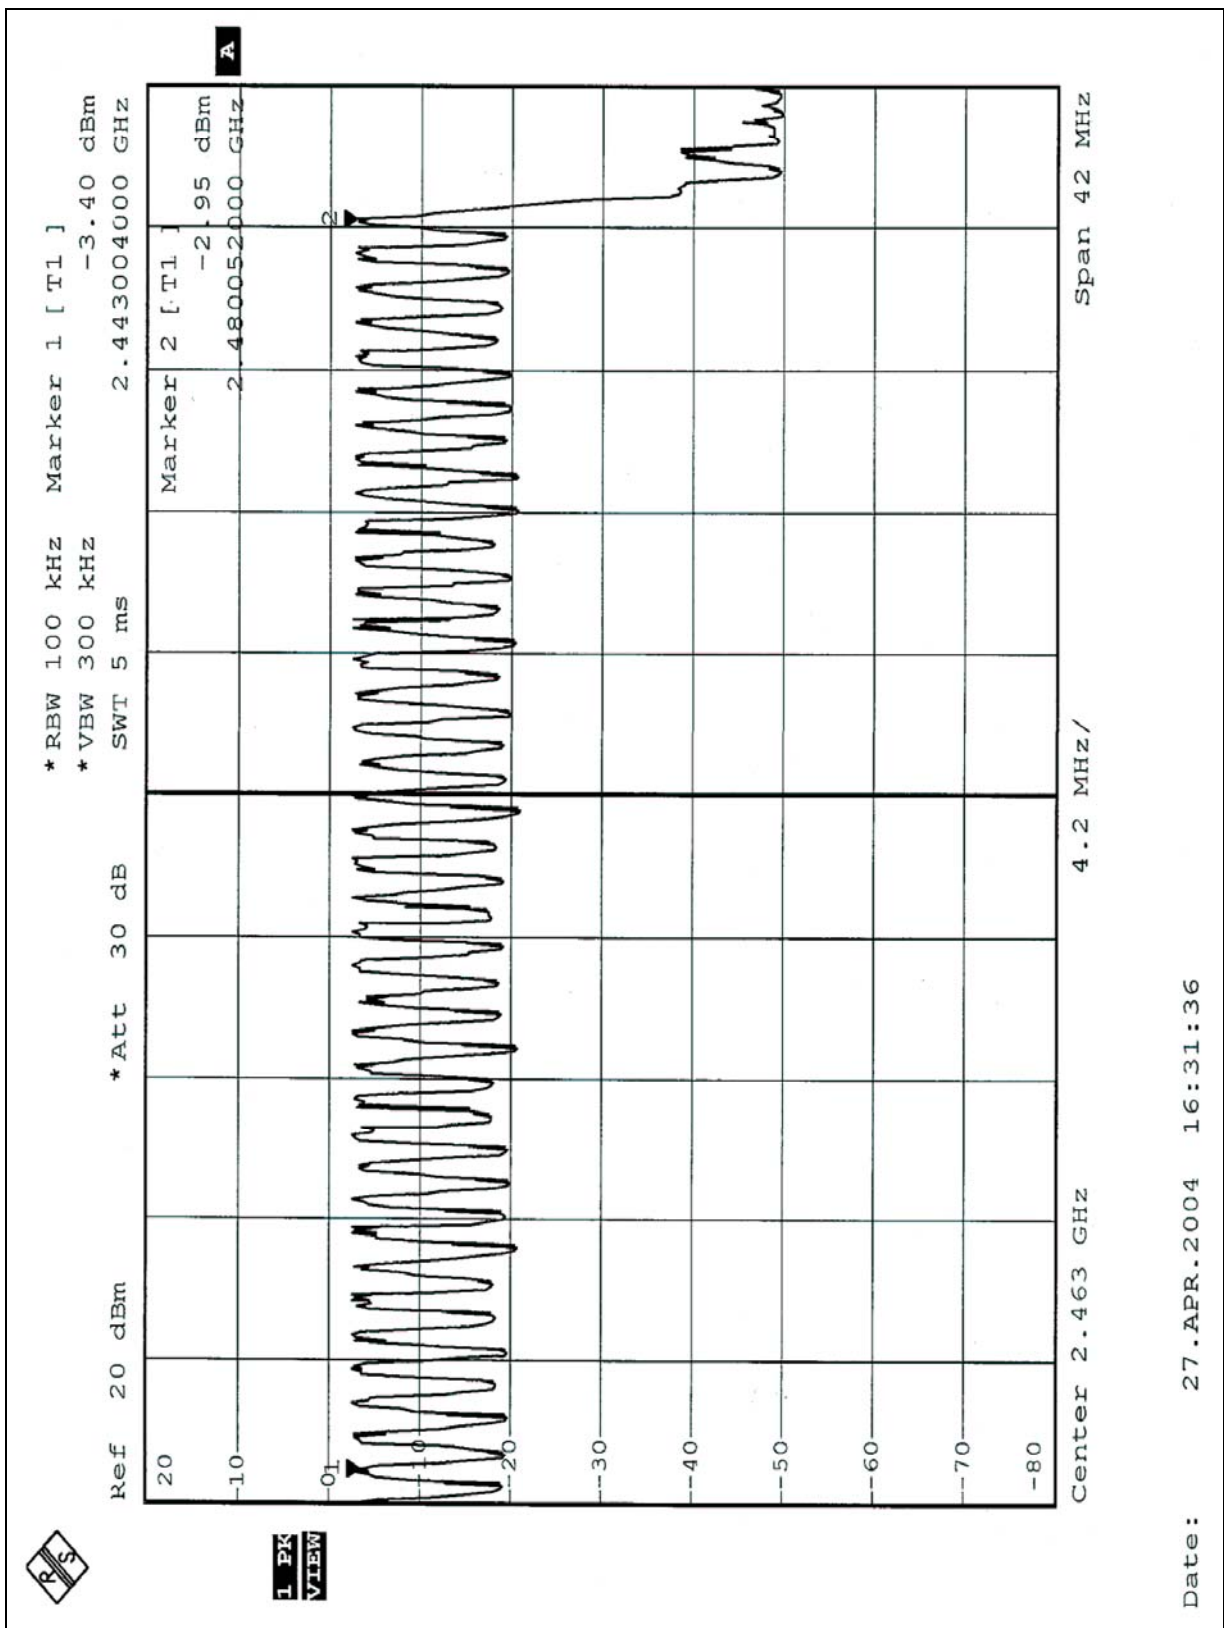 R S
*RBW 100 kHz Marker 1 [T1 ]
*VBW 300 kHz -3.40 dBm
Ref 20 dBm *Att 30 dB SWT 5 ms 2.443004000 GHz
20
Marker 2 [T1 ]
-2.95 dBm
10
2.480052000 GHz
A
1 PK
VIEW
0
1
2
-10
-20
-30
-40
-50
-60
-70
-80
Center 2.463 GHz 4.2 MHz/ Span 42 MHz
Date: 27.APR.2004 16:31:36